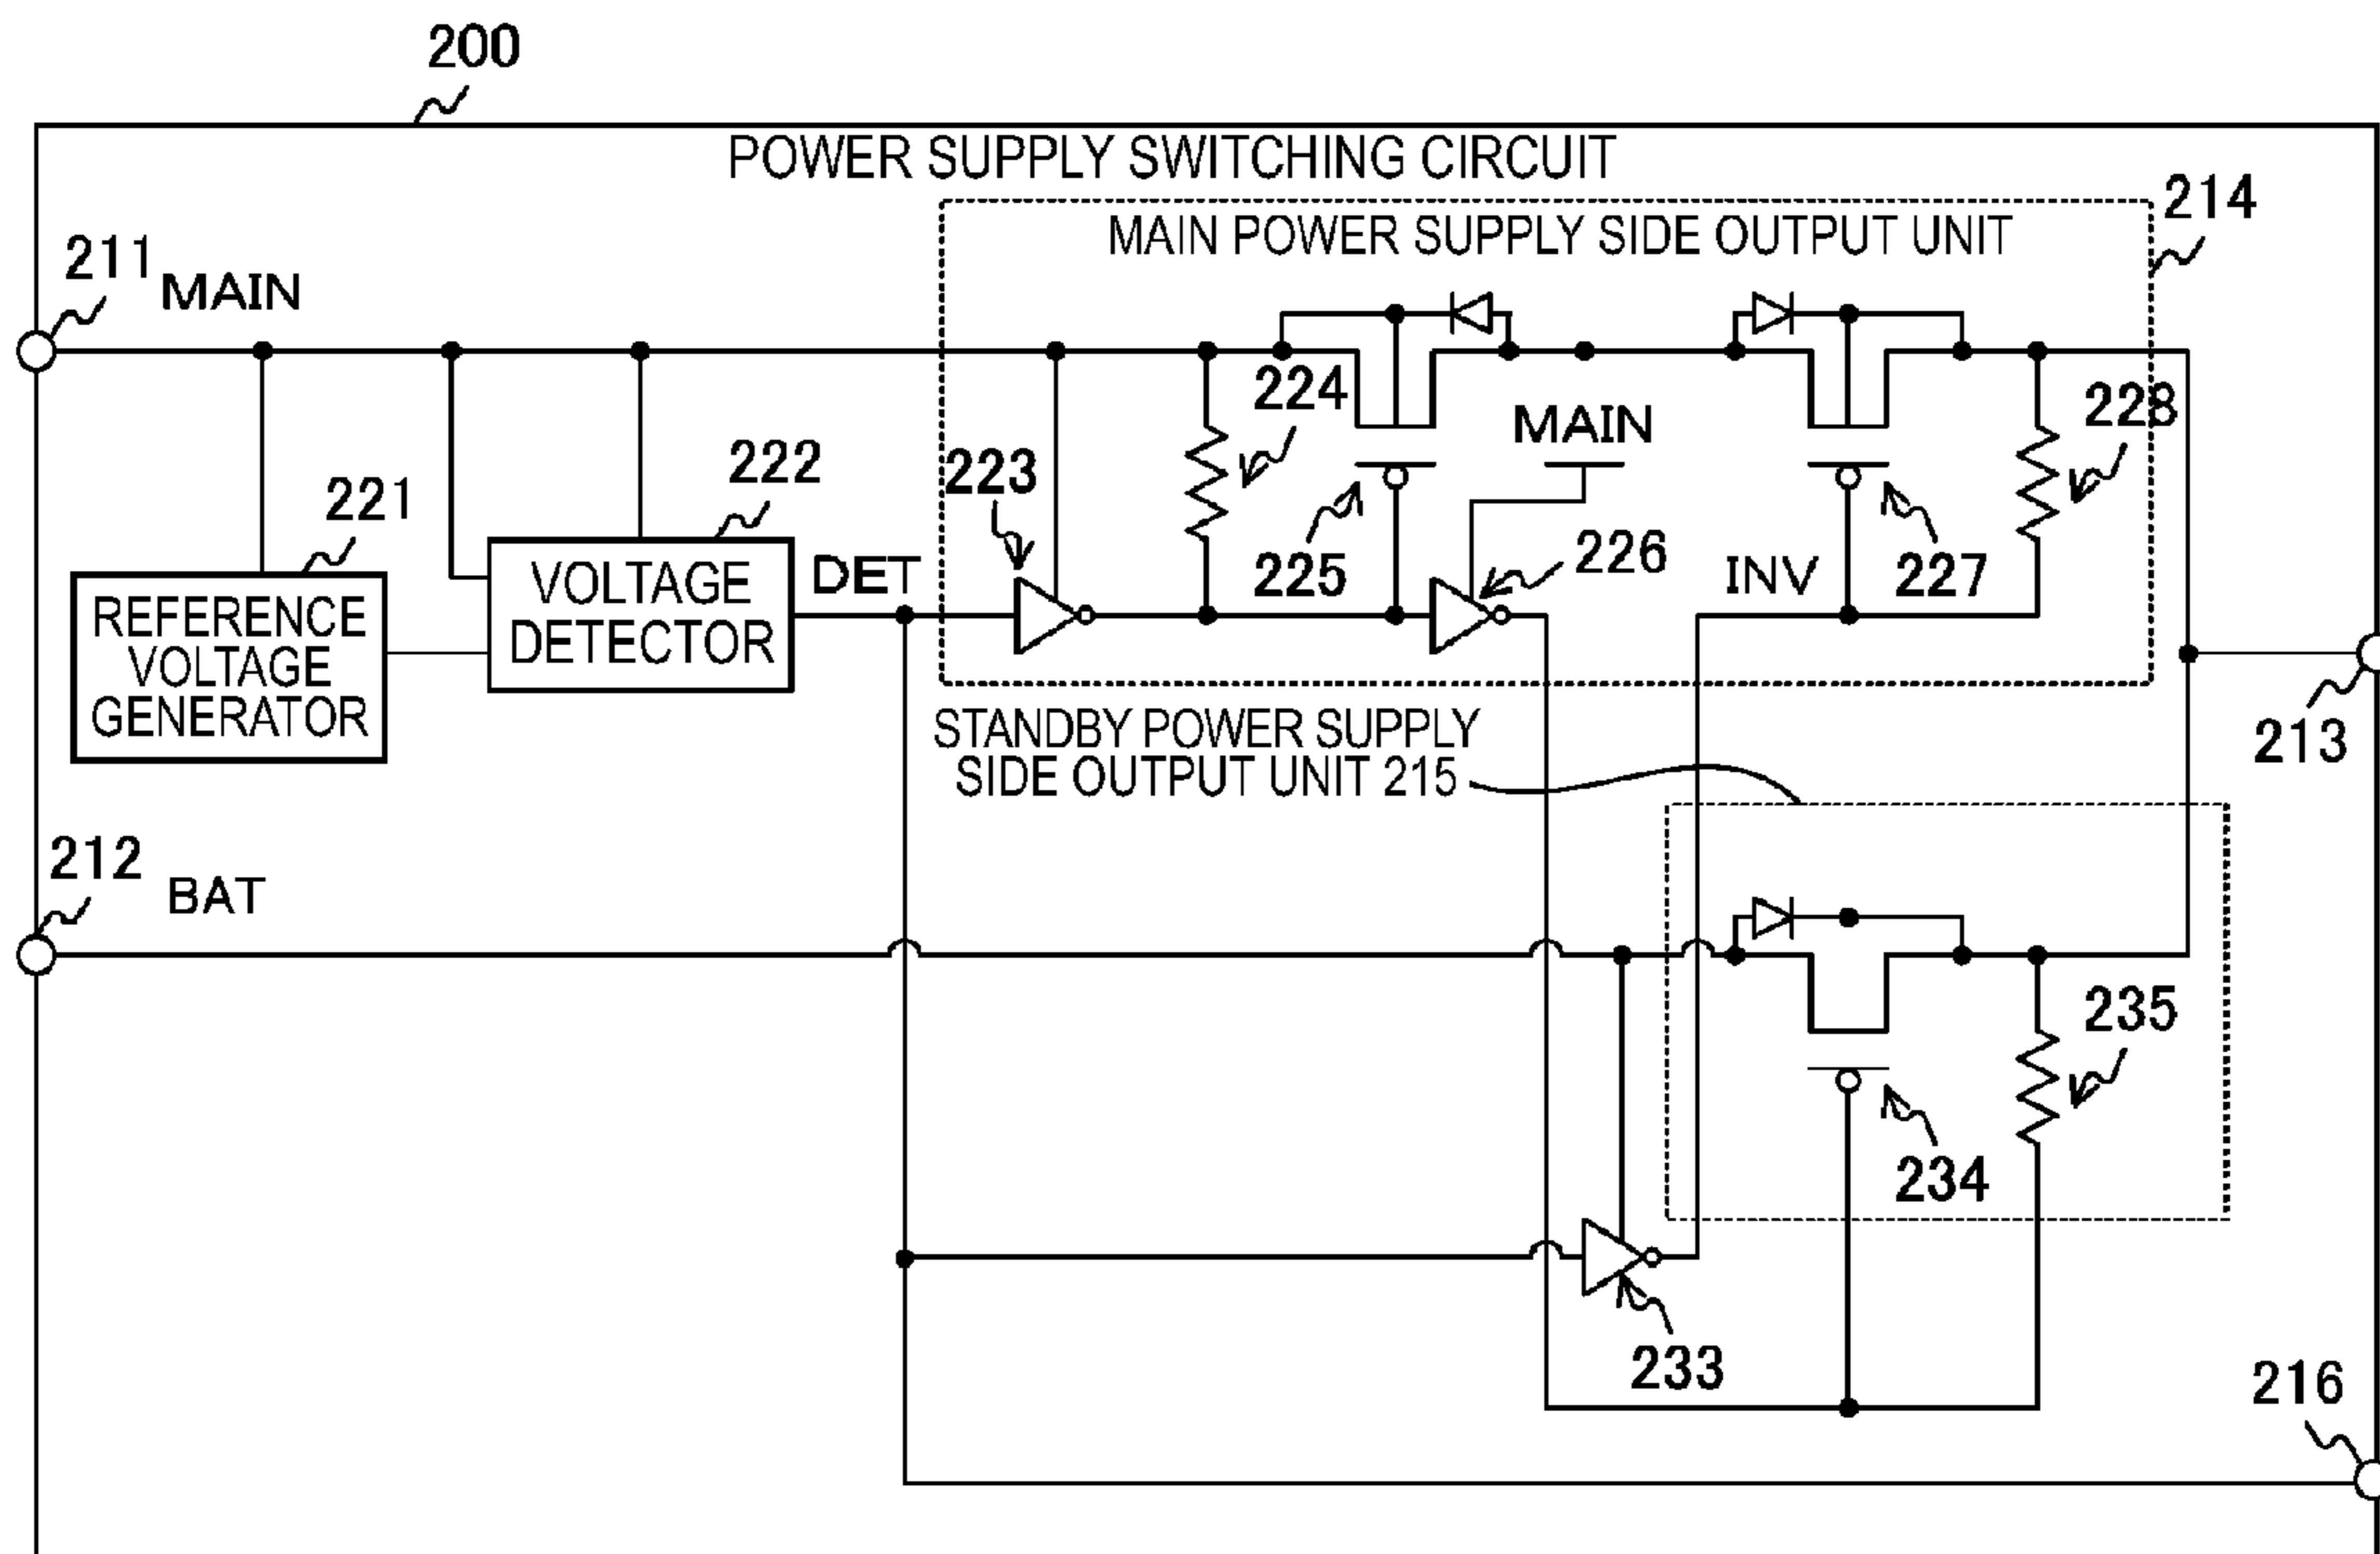 200
POWER SUPPLY SWITCHING CIRCUIT
214
MAIN POWER SUPPLY SIDE OUTPUT UNIT
211
MAIN
224
228
MAIN
222
223
221
225
226
INV
227
VOLTAGE
DETECTOR
DET
REFERENCE
VOLTAGE
GENERATOR
213
STANDBY POWER SUPPLY
SIDE OUTPUT UNIT 215
212
BAT
235
234
233
216